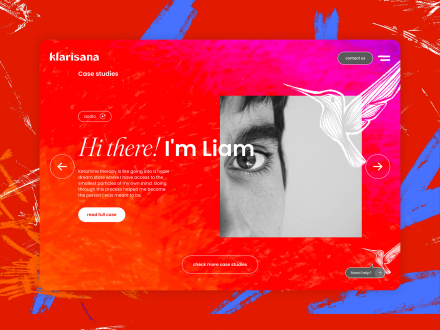 klarisana
contact us
Case studies
audio
Hi there! I'm Liam
Ketamine therapy is like going into a hyper
dream state where I have access to the
smallest particles of my own mind. Going
through this process helped me become
the person I was meant to be.
read full case
check more case studies
Need help?